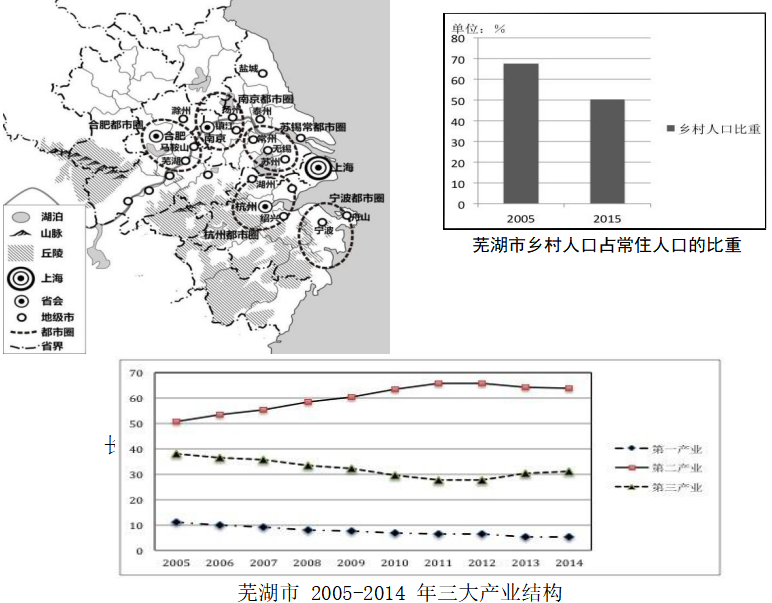 盐城
南京都市圈
滁州
扬州
泰州
合肥都市圈
镇江
苏锡常都市圈
合肥
南京
马鞍山
常州
无锡
芜湖
苏州
上海
湖州
宁波都市圈
杭州
绍兴
舟山
宁波
杭州都市圈
湖泊
山脉
丘陵
上海
省会
地级市
都市圈
省界
单位：%
80
70
60
50
40
30
20
10
0
2005
2015
乡村人口比重
芜湖市乡村人口占常住人口的比重
70
60
50
40
30
20
10
0
2005 2006 2007 2008 2009 2010 2011 2012 2013 2014
第一产业
第二产业
第三产业
芜湖市 2005-2014 年三大产业结构